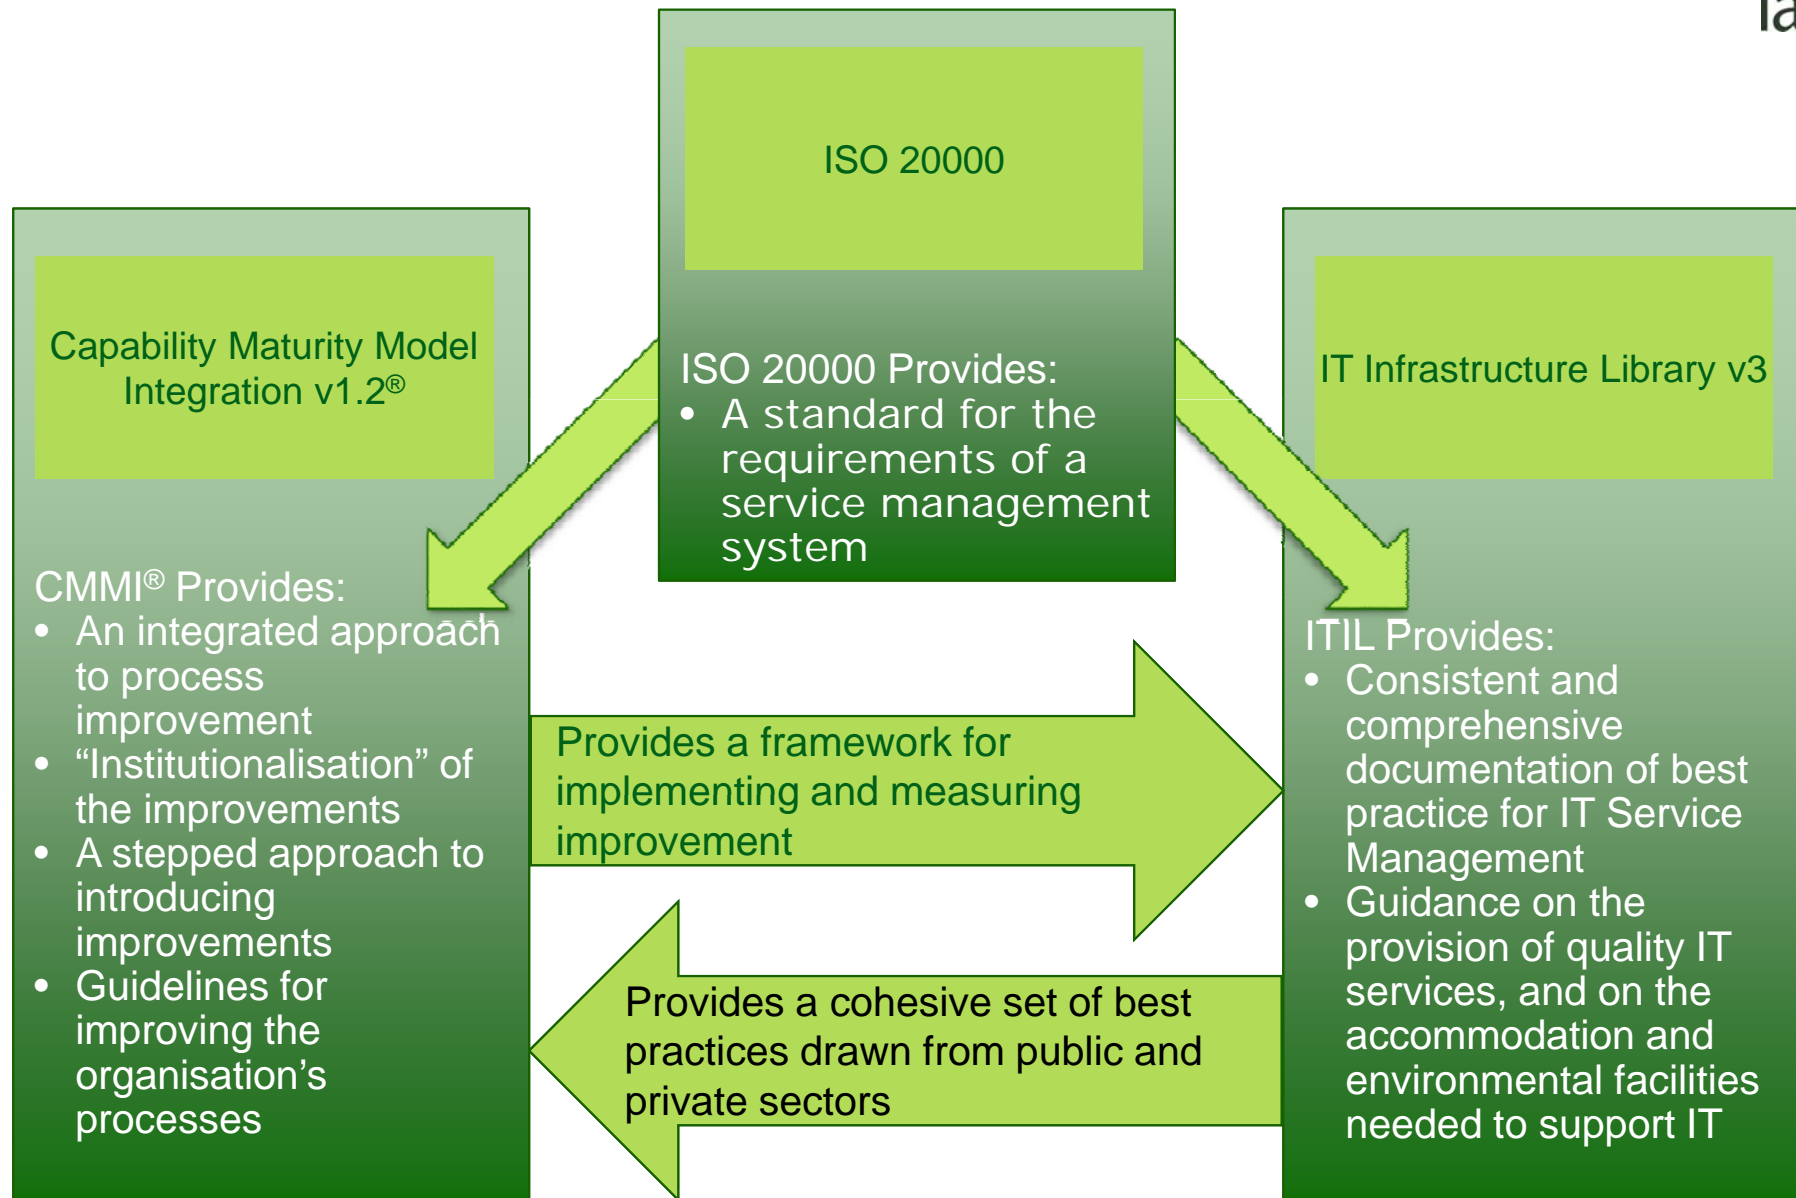 ISO 20000
ISO 20000 Provides:
• A standard for the
requirements of a
service management
system
Capability Maturity Model
Integration v1.2®
CMMI® Provides:
• An integrated approach
to process
improvement
• “Institutionalisation” of
the improvements
• A stepped approach to
introducing
improvements
• Guidelines for
improving the
organisation’s
processes
Provides a framework for
implementing and measuring
improvement
Provides a cohesive set of best
practices drawn from public and
private sectors
IT Infrastructure Library v3
ITIL Provides:
• Consistent and
comprehensive
documentation of best
practice for IT Service
Management
• Guidance on the
provision of quality IT
services, and on the
accommodation and
environmental facilities
needed to support IT